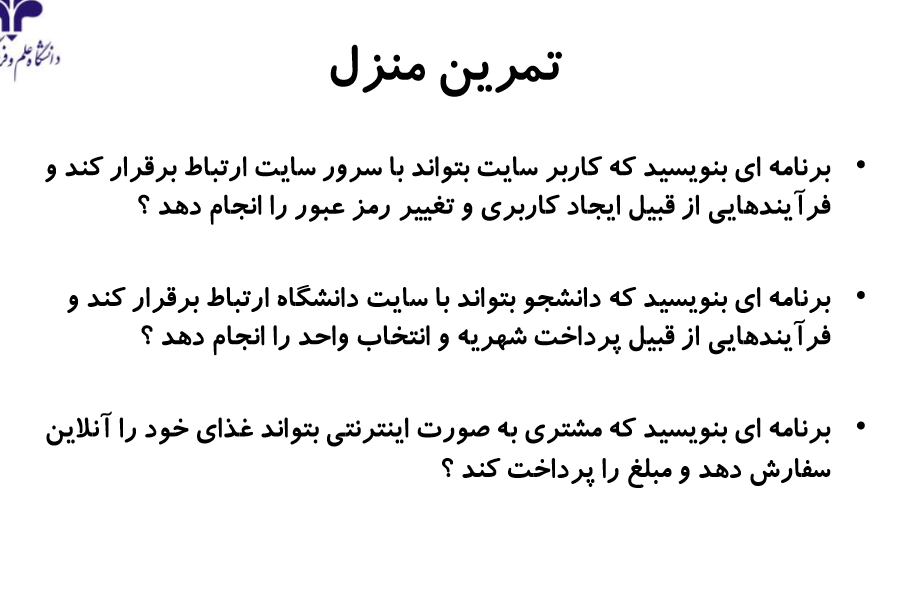 دانشگاه علم و فر
تمرین منزل
• برنامه ای بنویسید که کاربر سایت بتواند با سرور سایت ارتباط برقرار کند و
فرآیندهایی از قبیل ایجاد کاربری و تغییر رمز عبور را انجام دهد ؟
• برنامه ای بنویسید که دانشجو بتواند با سایت دانشگاه ارتباط برقرار کند و
فرآیندهایی از قبیل پرداخت شهریه و انتخاب واحد را انجام دهد ؟
• برنامه ای بنویسید که مشتری به صورت اینترنتی بتواند غذای خود را آنلاین
سفارش دهد و مبلغ را پرداخت کند ؟